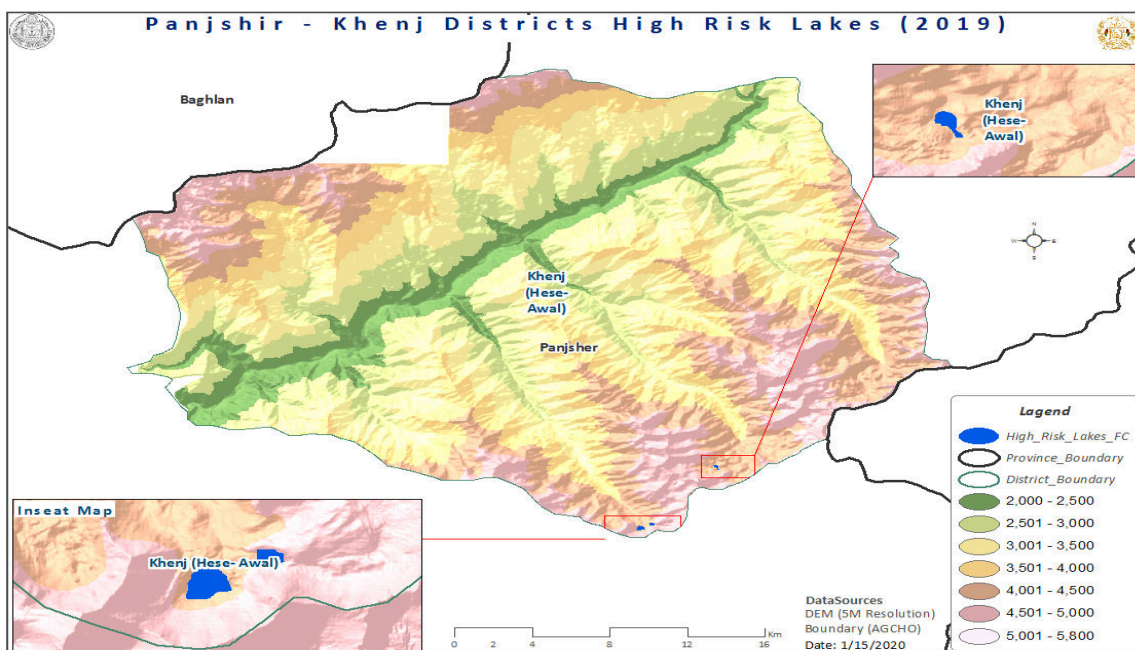 Panjshir - Khenj Districts High Risk Lakes (2019)
Baghlan
Khenj
(Hese-
Awal)
N
W E
S
Khenj
(Hese-
Awal)
Panjsher
Legend
High_Risk_Lakes_FC
Province_Boundary
District_Boundary
2,000 - 2,500
2,501 - 3,000
3,001 - 3,500
3,501 - 4,000
4,001 - 4,500
4,501 - 5,000
5,001 - 5,800
Inseat Map
Khenj (Hese- Awal)
DataSources
DEM (5M Resolution)
Boundary (AGCHO)
Date: 1/15/2020
Km
0 2 4 8 12 16